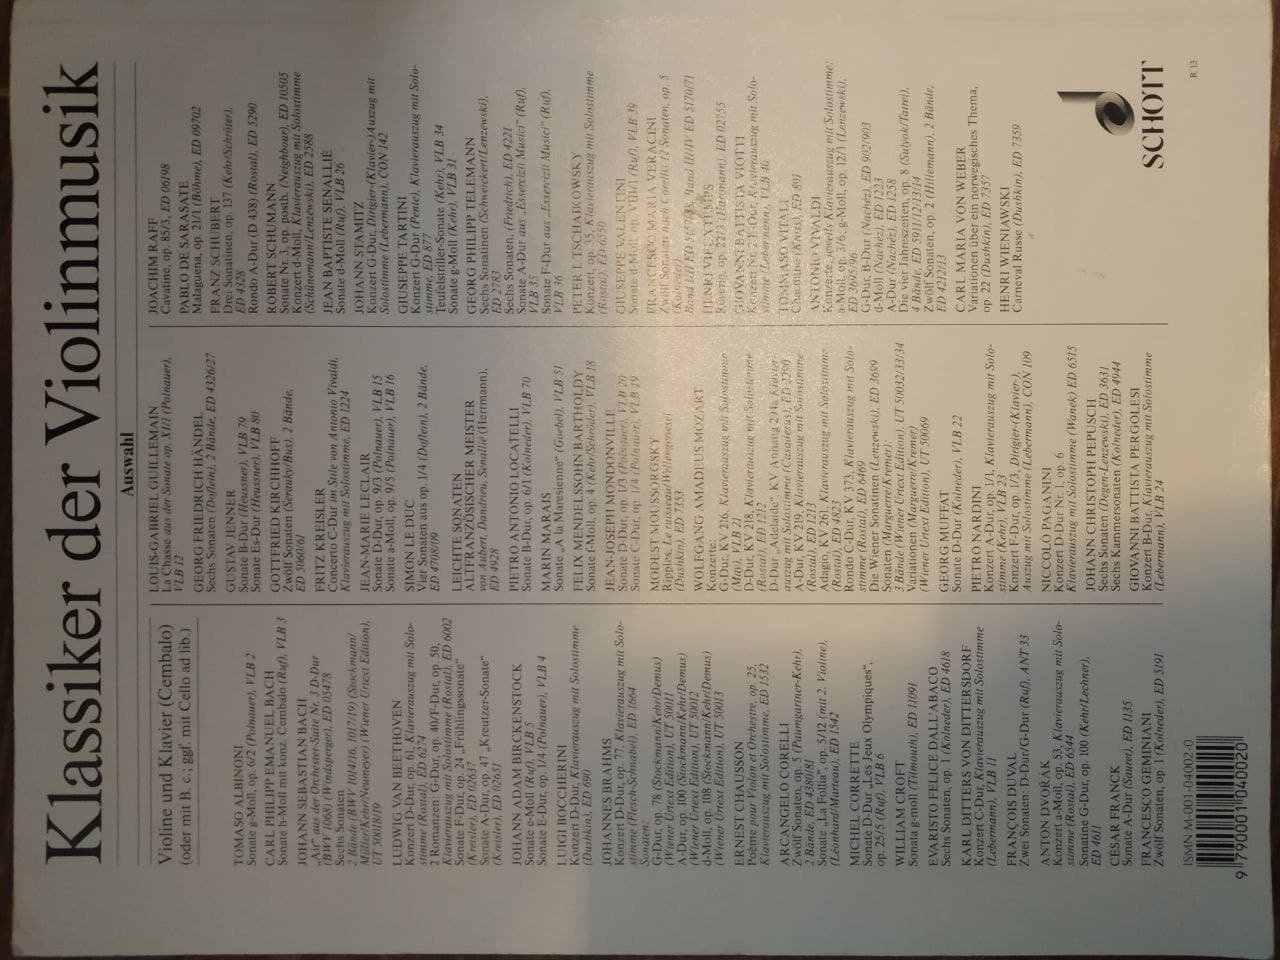 Klassiker der Violinmusik
Auswahl
Violine und Klavier (Cembalo)
(oder mit B. c.; ggf. mit Cello ad lib.)
TOMASO ALBINONI
Sonate g-Moll, op. 6/2 (Polnauer), VLB 2
CARL PHILIPP EMANUEL BACH
Sonate h-Moll mit konz. Cembalo (Ruf), VLB 3
JOHANN SEBASTIAN BACH
„Air" aus der Orchester-Suite Nr. 3 D-Dur
(BWV 1068) (Windsperger), ED 05478
Sechs Sonaten
2 Bände (BWV 1014/16, 1017/19) (Stockmann/
Müller/Kehr/Neumeyer) (Wiener Urtext Edition),
UT 50018/19
LUDWIG VAN BEETHOVEN
Konzert D-Dur, op. 61, Klavierauszug mit Solo-
stimme (Rostal), ED 6274
2 Romanzen: G-Dur, op. 40/F-Dur, op. 50,
Klavierauszug mit Solostimme (Rostal), ED 6002
Sonate F-Dur, op. 24 „Frühlingssonate"
(Kreisler), ED 02637
Sonate A-Dur, op. 47 „Kreutzer-Sonate"
(Kreisler), ED 02651
JOHANN ADAM BIRCKENSTOCK
Sonate e-Moll (Ruf), VLB 5
Sonate E-Dur, op. 1/4 (Polnauer), VLB 4
LUIGI BOCCHERINI
Konzert D-Dur, Klavierauszug mit Solostimme
(Dushkin), ED 690
JOHANNES BRAHMS
Konzert D-Dur, op. 77, Klavierauszug mit Solo-
stimme (Flesch-Schnabel), ED 1664
Sonaten:
G-Dur, op. 78 (Stockmann/Kehr/Demus)
(Wiener Urtext Edition), UT 50011
A-Dur, op. 100 (Stockmann/Kehr/Demus)
(Wiener Urtext Edition), UT 50012
d-Moll, op. 108 (Stockmann/Kehr/Demus)
(Wiener Urtext Edition), UT 50013
ERNEST CHAUSSON
Poème pour Violon et Orchestre, op. 25,
Klavierauszug mit Solostimme, ED 1532
ARCANGELO CORELLI
Zwölf Sonaten, op. 5 (Paumgartner-Kehr),
2 Bände, ED 4380/81
Sonate „La Follia", op. 5/12 (mit 2. Violine),
(Léonhard/Marteau), ED 1542
MICHEL CORRETTE
Sonate D-Dur „Les Jeux Olympiques",
op. 25/5 (Ruf), VLB 6
WILLIAM CROFT
Sonata g-moll (Tilmouth), ED 11091
EVARISTO FELICE DALL'ABACO
Sechs Sonaten, op. 1 (Kolneder), ED 4618
KARL DITTERS VON DITTERSDORF
Konzert C-Dur, Klavierauszug mit Solostimme
(Lebermann), VLB 11
FRANÇOIS DUVAL
Zwei Sonaten: D-Dur/G-Dur (Ruf), ANT 33
ANTON DVOŘÁK
Konzert a-Moll, op. 53, Klavierauszug mit Solo-
stimme (Rostal), ED 6544
Sonatine G-Dur, op. 100 (Kehr/Lechner),
ED 4611
CÉSAR FRANCK
Sonate A-Dur (Sauret), ED 1135
FRANCESCO GEMINIANI
Zwölf Sonaten, op. 1 (Kolneder), ED 5191
LOUIS-GABRIEL GUILLEMAIN
La Chasse aus der Sonate op. XI/1 (Polnauer),
VLB 12
GEORG FRIEDRICH HÄNDEL
Sechs Sonaten (Doflein), 2 Bände, ED 4326/27
GUSTAV JENNER
Sonate B-Dur (Heussner), VLB 79
Sonate Es-Dur (Heussner), VLB 80
GOTTFRIED KIRCHHOFF
Zwölf Sonaten (Serauky/Bus), 2 Bände,
ED 5060/61
FRITZ KREISLER
Concerto C-Dur im Stile von Antonio Vivaldi,
Klavierauszug mit Solostimme, ED 1224
JEAN-MARIE LECLAIR
Sonate D-Dur, op. 9/3 (Polnauer), VLB 15
Sonate a-Moll, op. 9/5 (Polnauer), VLB 16
SIMON LE DUC
Vier Sonaten aus op. 1/4 (Doflein), 2 Bände,
ED 4708/09
LEICHTE SONATEN
ALTFRANZÖSISCHER MEISTER
von Aubert, Dandrieu, Senallié (Herrmann),
ED 4928
PIETRO ANTONIO LOCATELLI
Sonate B-Dur, op. 6/1 (Kolneder), VLB 70
MARIN MARAIS
Sonate „A la Maresienne" (Goebel), VLB 51
FELIX MENDELSSOHN BARTHOLDY
Sonate f-Moll, op. 4 (Kehr/Schröder), VLB 18
JEAN-JOSEPH MONDONVILLE
Sonate D-Dur, op. 1/3 (Polnauer), VLB 20
Sonate C-Dur, op. 1/4 (Polnauer), VLB 19
MODEST MOUSSORGSKY
Ripples, Le ruisseau/Wellengeriesel
(Dushkin), ED 7353
WOLFGANG AMADEUS MOZART
Konzerte:
G-Dur, KV 216, Klavierauszug mit Solostimme
(May), VLB 21
D-Dur, KV 218, Klavierauszug mit Solostimme
(Rostal), ED 1212
D-Dur „Adelaide", KV Anhang 294a Klavier-
auszug mit Solostimme (Casadesus), ED 2290
A-Dur, KV 219, Klavierauszug mit Solostimme
(Rostal), ED 1213
Adagio, KV 261, Klavierauszug mit Solostimme
(Rostal), ED 4823
Rondo C-Dur, KV 373, Klavierauszug mit Solo-
stimme (Rostal), ED 6469
Die Wiener Sonatinen (Lenzewski), ED 3699
Sonaten (Marguerre/Kremer):
3 Bände (Wiener Urtext Edition), UT 50032/33/34
Variationen (Marguerre/Kremer)
(Wiener Urtext Edition), UT 50069
GEORG MUFFAT
Sonate D-Dur (Kolneder), VLB 22
PIETRO NARDINI
Konzert A-Dur, op. 1/1, Klavierauszug mit Solo-
stimme (Kehr), VLB 23
Konzert F-Dur, op. 1/3, Dirigier-(Klavier-),
Auszug mit Solostimme (Lebermann), CON 109
NICCOLÒ PAGANINI
Konzert D-Dur Nr. 1, op. 6
Klavierauszug mit Solostimme (Wanek) ED 6515
JOHANN CHRISTOPH PEPUSCH
Sechs Sonaten (Degen-Lenzewski), ED 3631
Sechs Kammersonaten (Kolneder), ED 4944
GIOVANNI BATTISTA PERGOLESI
Konzert B-Dur, Klavierauszug mit Solostimme
(Lebermann), VLB 24
JOACHIM RAFF
Cavatine, op. 85/3, ED 06198
PABLO DE SARASATE
Malaguena, op. 21/1 (Böhme), ED 09702
FRANZ SCHUBERT
Drei Sonatinen, op. 137 (Kehr/Schröter),
ED 4328
Rondo A-Dur (D 438) (Rostal), ED 5290
ROBERT SCHUMANN
Sonate Nr. 3, op. posth. (Neighbour), ED 10505
Konzert d-Moll, Klavierauszug mit Solostimme
(Schünemann/Lenzewski), ED 2588
JEAN BAPTISTE SENALLIÉ
Sonate d-Moll (Ruf), VLB 26
JOHANN STAMITZ
Konzert G-Dur, Dirigier-(Klavier-)Auszug mit
Solostimme (Lebermann), CON 142
GIUSEPPE TARTINI
Konzert G-Dur (Pente), Klavierauszug mit Solo-
stimme, ED 877
Teufelstriller-Sonate (Kehr), VLB 34
Sonate g-Moll (Kehr), VLB 31
GEORG PHILIPP TELEMANN
Sechs Sonatinen (Schweickert/Lenzewski),
ED 2783
Sechs Sonaten, (Friedrich), ED 4221
Sonate A-Dur aus „Essercizii Musici" (Ruf),
VLB 35
Sonate F-Dur aus „Essercizii Musici" (Ruf),
VLB 36
PETER I. TSCHAIKOWSKY
Konzert, op. 35, Klavierauszug mit Solostimme
(Rostal), ED 6550
GIUSEPPE VALENTINI
Sonate d-Moll, op. VIII/1 (Ruf), VLB 39
FRANCESCO MARIA VERACINI
Zwölf Sonaten nach Corellis 12 Sonaten, op. 5
(Kolneder)
Band I/II ED Band III/IV ED 5170/71
HENRI VIEUXTEMPS
Rêverie, op. 22/3 (Hartmann), ED 02755
GIOVANNI BATTISTA VIOTTI
Konzert Nr. 2 E-Dur, Klavierauszug mit Solo-
stimme (Lebermann), VLB 40
TOMMASO VITALI
Chaconne (Kross), ED 891
ANTONIO VIVALDI
Konzerte, jeweils Klavierauszug mit Solostimme:
a-Moll, op. 3/6; g-Moll, op. 12/1 (Lenzewski),
ED 3695/96
G-Dur, B-Dur (Nachéz), ED 902/903
d-Moll (Nachéz), ED 1223
A-Dur (Nachéz), ED 1258
Die vier Jahreszeiten, op. 8 (Sulyok/Tatrei),
4 Bände, ED 5911/12/13/14
Zwölf Sonaten, op. 2 (Hillemann), 2 Bände,
ED 4212/13
CARL MARIA VON WEBER
Variationen über ein norwegisches Thema,
op. 22 (Dushkin), ED 7357
HENRI WIENIAWSKI
Carneval Russe (Dushkin), ED 7359
SCHOTT
R 15
ISMN M-001-04002-0
9 790001 040020